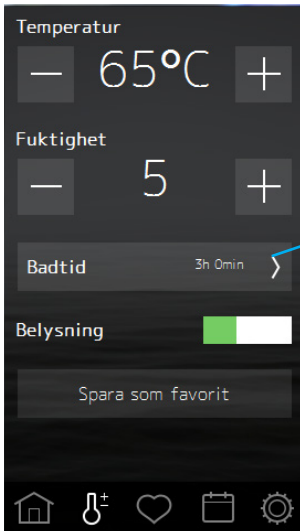 Temperatur
65°C
Fuktighet
5
Badtid 3h 0min
Belysning
Spara som favorit